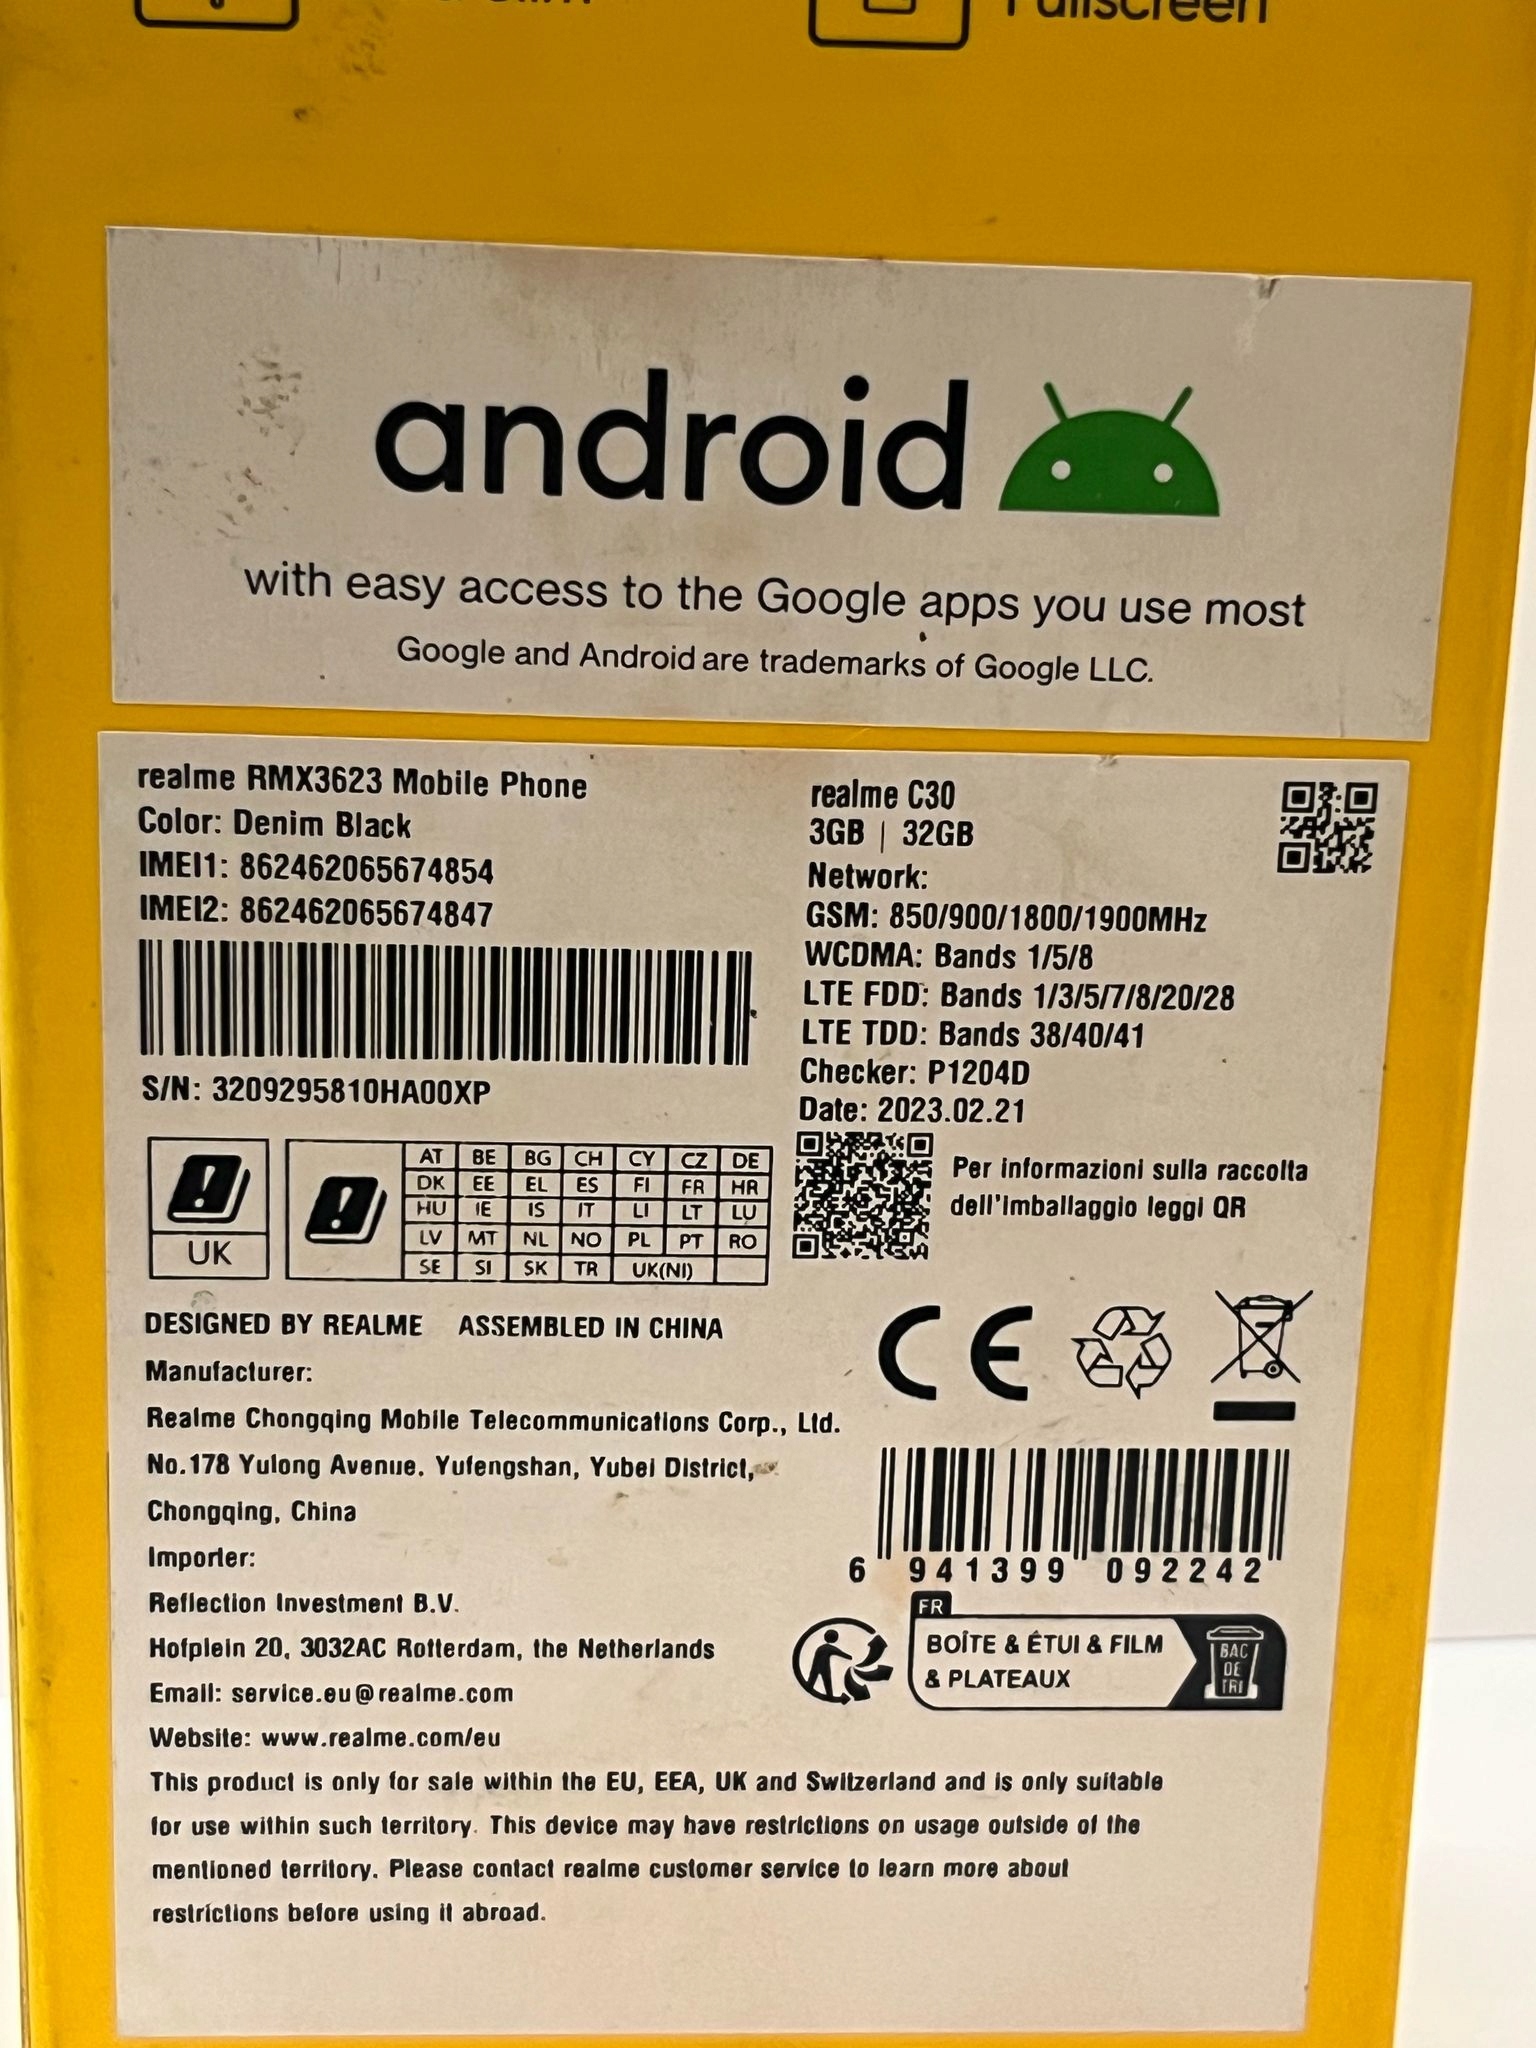 Fullscreen
android
with easy access to the Google apps you use most
Google and Android are trademarks of Google LLC.
realme RMX3623 Mobile Phone
Color: Denim Black
IMEI1: 862462065674854
IMEI2: 862462065674847
S/N: 3209295810HA00XP
realme C30
3GB | 32GB
Network:
GSM: 850/900/1800/1900MHz
WCDMA: Bands 1/5/8
LTE FDD: Bands 1/3/5/7/8/20/28
LTE TDD: Bands 38/40/41
Checker: P1204D
Date: 2023.02.21
UK
AT BE BG CH CY CZ DE
DK EE EL ES FI FR HR
HU IE IS IT LI LT LU
LV MT NL NO PL PT RO
SE SI SK TR UK(NI)
Per informazioni sulla raccolta
dell'imballaggio leggi QR
DESIGNED BY REALME ASSEMBLED IN CHINA
Manufacturer:
Realme Chongqing Mobile Telecommunications Corp., Ltd.
No.178 Yulong Avenue, Yufengshan, Yubei District,
Chongqing, China
Importer:
Reflection Investment B.V.
Hofplein 20, 3032AC Rotterdam, the Netherlands
Email: service.eu@realme.com
Website: www.realme.com/eu
CE
6 941399 092242
FR
BOÎTE & ÉTUI & FILM
& PLATEAUX
BAC
DE
TRI
This product is only for sale within the EU, EEA, UK and Switzerland and is only suitable
for use within such territory. This device may have restrictions on usage outside of the
mentioned territory. Please contact realme customer service to learn more about
restrictions before using it abroad.